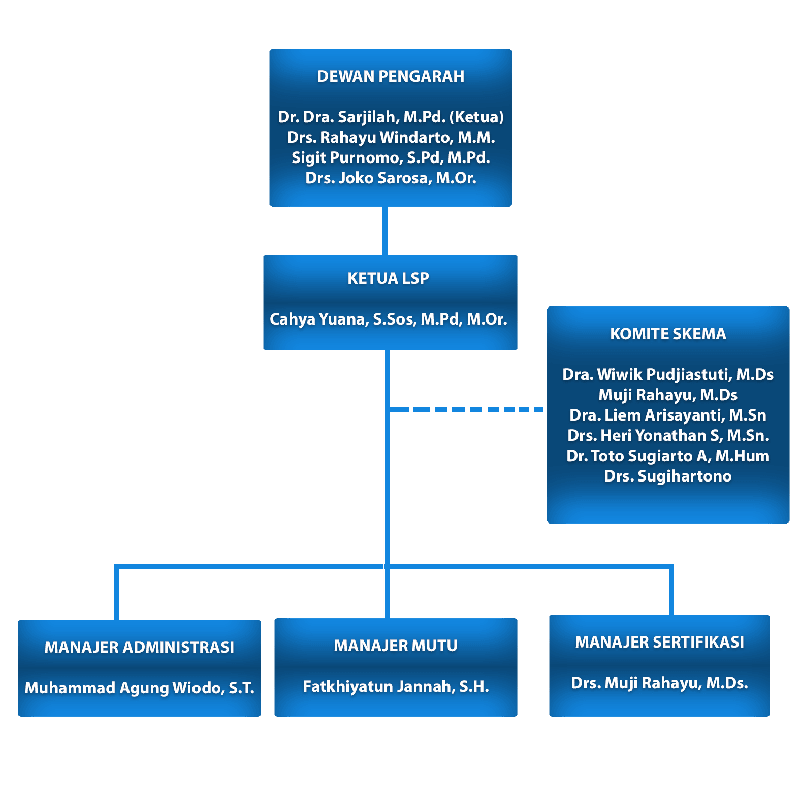 DEWAN PENGARAH
Dr. Dra. Sarjilah, M.Pd. (Ketua)
Drs. Rahayu Windarto, M.M.
Sigit Purnomo, S.Pd, M.Pd.
Drs. Joko Sarosa, M.Or.
KETUA LSP
Cahya Yuana, S.Sos, M.Pd, M.Or.
KOMITE SKEMA
Dra. Wiwik Pudjiastuti, M.Ds
Muji Rahayu, M.Ds
Dra. Liem Arisayanti, M.Sn
Drs. Heri Yonathan S, M.Sn.
Dr. Toto Sugiarto A, M.Hum
Drs. Sugihartono
MANAJER ADMINISTRASI
Muhammad Agung Wiodo, S.T.
MANAJER MUTU
Fatkhiyatun Jannah, S.H.
MANAJER SERTIFIKASI
Drs. Muji Rahayu, M.Ds.